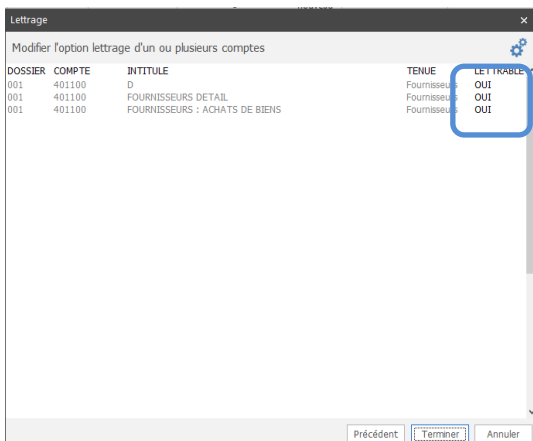 Lettrage
Modifier l'option lettrage d'un ou plusieurs comptes
DOSSIER COMPTE INTITULE TENUE LETTRABLE
001 401100 D Fournisseurs OUI
001 401100 FOURNISSEURS DETAIL Fournisseurs OUI
001 401100 FOURNISSEURS : ACHATS DE BIENS Fournisseurs OUI
Précédent Terminer Annuler